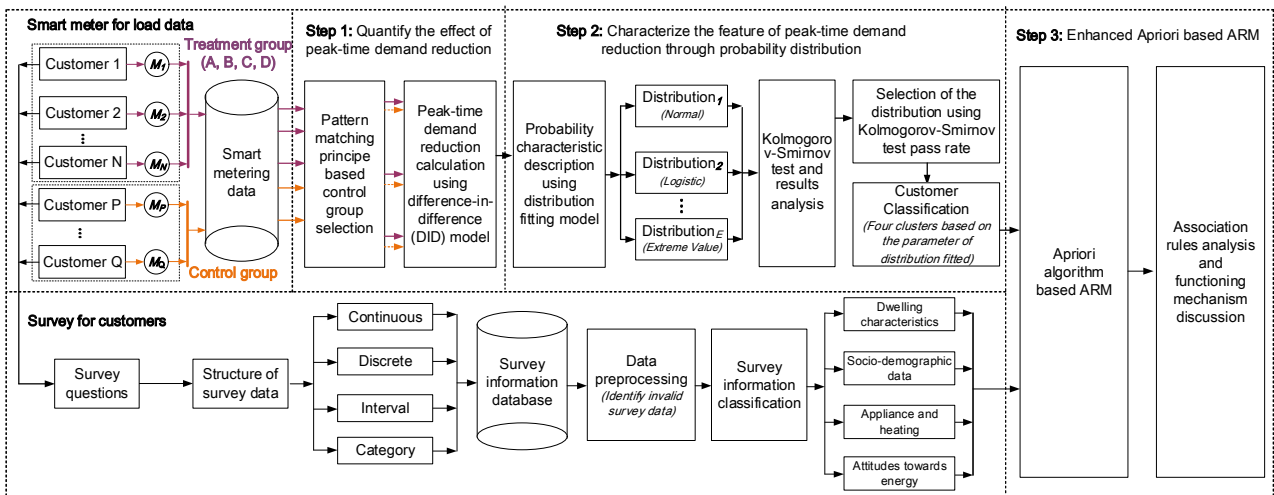 Smart meter for load data
Customer 1
M1
Customer 2
M2
⋮
Customer N
MN
Customer P
MP
⋮
Customer Q
MQ
Treatment group
(A, B, C, D)
Smart
metering
data
Control group
Step 1: Quantify the effect of
peak-time demand reduction
Pattern
matching
principe
based control
group
selection
Peak-time
demand
reduction
calculation
using
difference-in-
difference
(DID) model
Step 2: Characterize the feature of peak-time demand
reduction through probability distribution
Probability
characteristic
description
using
distribution
fitting model
Distribution1
(Normal)
Distribution2
(Logistic)
⋮
DistributionE
(Extreme Value)
Kolmogoro
v-Smirnov
test and
results
analysis
Selection of
the distribution using
Kolmogorov-Smirnov
test pass rate
Customer
Classification
(Four clusters based on
the parameter of
distribution fitted)
Step 3: Enhanced Apriori based ARM
Apriori
algorithm
based ARM
Association
rules analysis
and
functioning
mechanism
discussion
Survey for customers
Survey
questions
Structure of
survey data
Continuous
Discrete
Interval
Category
Survey
information
database
Data
preprocessing
(Identify invalid
survey data)
Survey
information
classification
Dwelling
characteristics
Socio-demographic
data
Appliance and
heating
Attitudes towards
energy